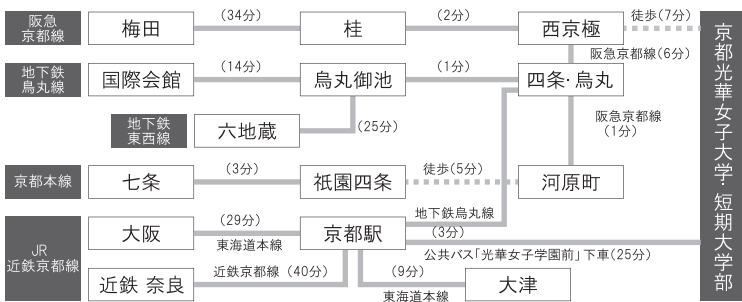 阪急
京都線
梅田
(34分)
桂
(2分)
西京極
徒歩(7分)
阪急京都線(6分)
地下鉄
烏丸線
国際会館
(14分)
烏丸御池
(1分)
四条・烏丸
地下鉄
東西線
六地蔵
(25分)
阪急京都線
(1分)
京都本線
七条
(3分)
祇園四条
徒歩(5分)
河原町
JR
近鉄京都線
大阪
(29分)
東海道本線
京都駅
地下鉄烏丸線
(3分)
公共バス「光華女子学園前」下車(25分)
近鉄 奈良
近鉄京都線 (40分)
(9分)
東海道本線
大津
京都光華女子大学・短期大学部